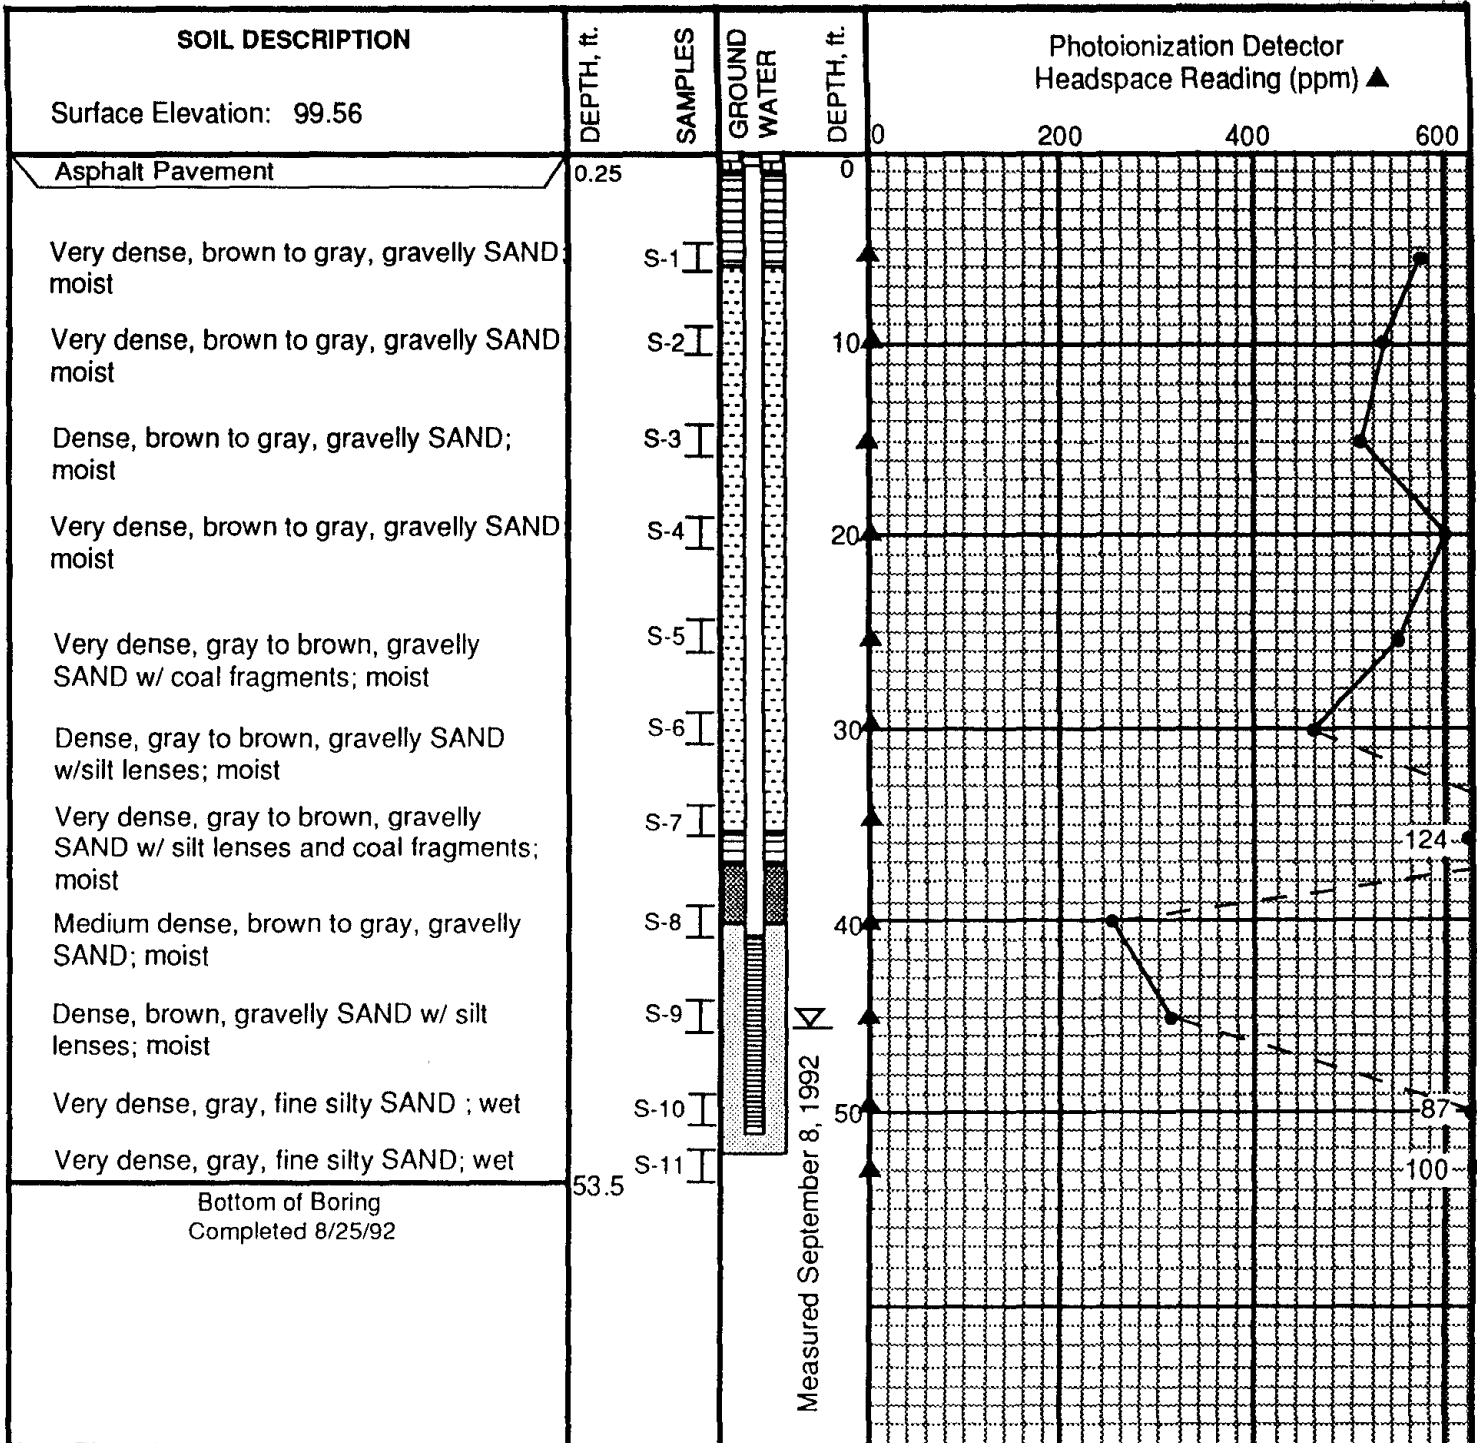 SOIL DESCRIPTION
Surface Elevation: 99.56
DEPTH, ft.
SAMPLES
GROUND
WATER
DEPTH, ft.
Photoionization Detector
Headspace Reading (ppm) ▲
0 200 400 600
Asphalt Pavement
0.25
0
Very dense, brown to gray, gravelly SAND;
moist
S-1
Very dense, brown to gray, gravelly SAND
moist
S-2
10
Dense, brown to gray, gravelly SAND;
moist
S-3
Very dense, brown to gray, gravelly SAND
moist
S-4
20
Very dense, gray to brown, gravelly
SAND w/ coal fragments; moist
S-5
Dense, gray to brown, gravelly SAND
w/silt lenses; moist
S-6
30
Very dense, gray to brown, gravelly
SAND w/ silt lenses and coal fragments;
moist
S-7
124
Medium dense, brown to gray, gravelly
SAND; moist
S-8
40
Dense, brown, gravelly SAND w/ silt
lenses; moist
S-9
Very dense, gray, fine silty SAND ; wet
S-10
50
87
Very dense, gray, fine silty SAND; wet
S-11
100
53.5
Bottom of Boring
Completed 8/25/92
Measured September 8, 1992